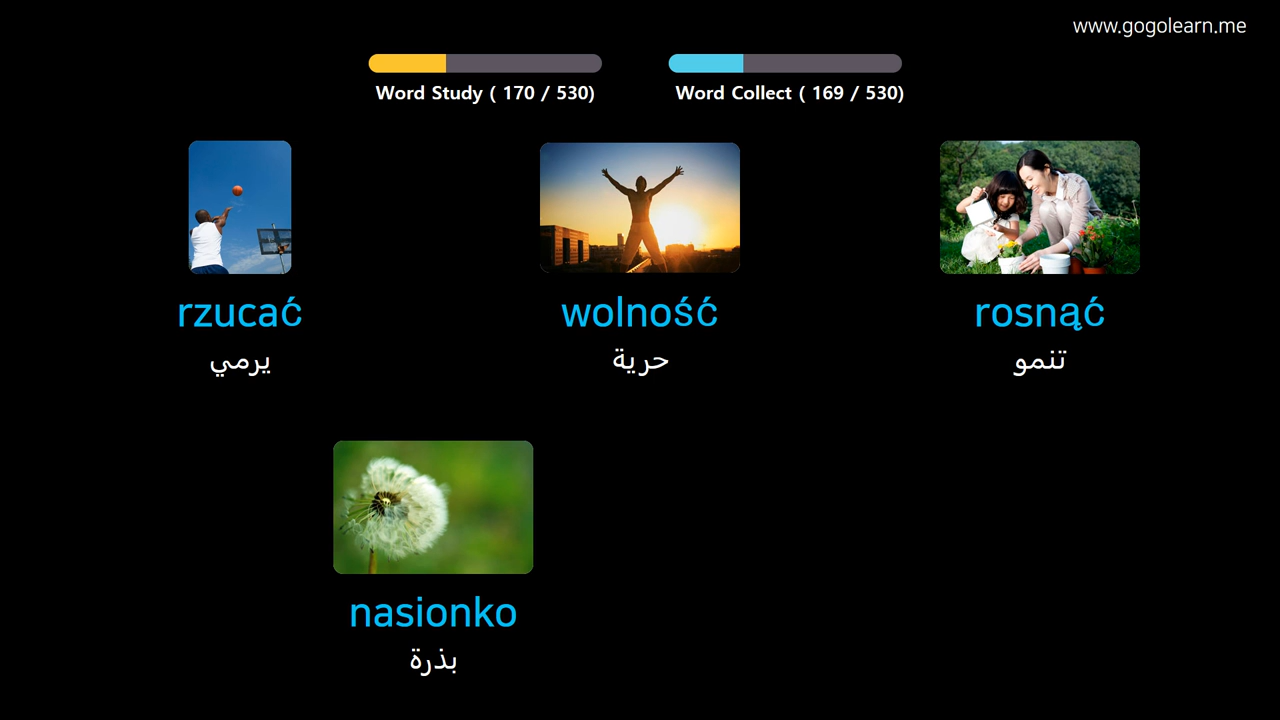 www.gogolearn.me
Word Study ( 170 / 530)
Word Collect ( 169 / 530)
rzucać
يرمي
wolność
حرية
rosnąć
تنمو
nasionko
بذرة